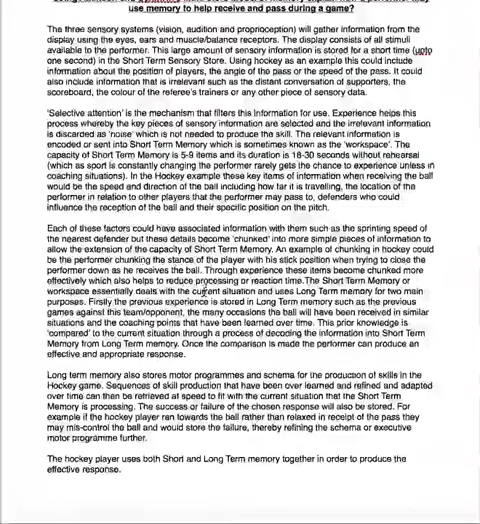 use memory to help receive and pass during a game?
The three sensory systems (vision, audition and proprioception) will gather information from the
display using the eyes, ears and muscle/balance receptors. The display consists of all stimuli
available to the performer. This large amount of sensory information is stored for a short time (upto
one second) in the Short Term Sensory Store. Using hockey as an example this could include
information about the position of players, the angle of the pass or the speed of the pass. It could
also include information that is irrelevant such as the distant conversation of supporters, the
scoreboard, the colour of the referee's trainers or any other piece of sensory data.
'Selective attention' is the mechanism that filters this information for use. Experience helps this
process whereby the key pieces of sensory information are selected and the irrelevant information
is discarded as 'noise' which is not needed to produce the skill. The relevant information is
encoded or sent into Short Term Memory which is sometimes known as the 'workspace'. The
capacity of Short Term Memory is 5-9 items and its duration is 18-30 seconds without rehearsal
(which as sport is constantly changing the performer rarely gets the chance to experience unless in
coaching situations). In the Hockey example these key items of information when receiving the ball
would be the speed and direction of the ball including how far it is travelling, the location of the
performer in relation to other players that the performer may pass to, defenders who could
influence the reception of the ball and their specific position on the pitch.
Each of these factors could have associated information with them such as the sprinting speed of
the nearest defender but these details become 'chunked' into more simple pieces of information to
allow the extension of the capacity of Short Term Memory. An example of chunking in hockey could
be the performer chunking the stance of the player with his stick position when trying to close the
performer down as he receives the ball. Through experience these items become chunked more
effectively which also helps to reduce processing or reaction time. The Short Term Memory or
workspace essentially deals with the current situation and uses Long Term memory for two main
purposes. Firstly the previous experience is stored in Long Term memory such as the previous
games against this team/opponent, the many occasions the ball will have been received in similar
situations and the coaching points that have been learned over time. This prior knowledge is
'compared' to the current situation through a process of decoding the information into Short Term
Memory from Long Term memory. Once the comparison is made the performer can produce an
effective and appropriate response.
Long term memory also stores motor programmes and schema for the production of skills in the
Hockey game. Sequences of skill production that have been over learned and refined and adapted
over time can then be retrieved at speed to fit with the current situation that the Short Term
Memory is processing. The success or failure of the chosen response will also be stored. For
example if the hockey player ran towards the ball rather than relaxed in receipt of the pass they
may mis-control the ball and would store the failure, thereby refining the schema or executive
motor programme further.
The hockey player uses both Short and Long Term memory together in order to produce the
effective response.